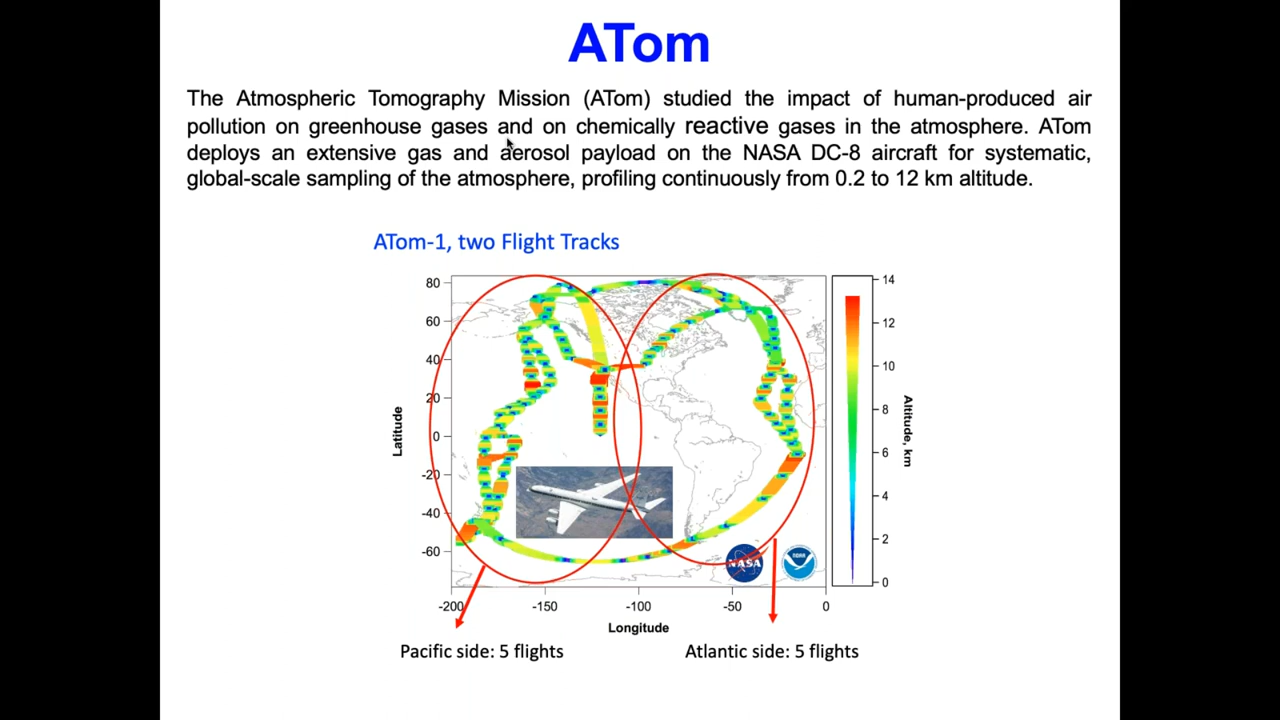 ATom
The Atmospheric Tomography Mission (ATom) studied the impact of human-produced air
pollution on greenhouse gases and on chemically reactive gases in the atmosphere. ATom
deploys an extensive gas and aerosol payload on the NASA DC-8 aircraft for systematic,
global-scale sampling of the atmosphere, profiling continuously from 0.2 to 12 km altitude.
ATom-1, two Flight Tracks
80
60
40
20
0
-20
-40
-60
Latitude
-200
-150
-100
-50
0
Longitude
14
12
10
8
6
4
2
0
Altitude, km
NASA
NOAA
Pacific side: 5 flights
Atlantic side: 5 flights